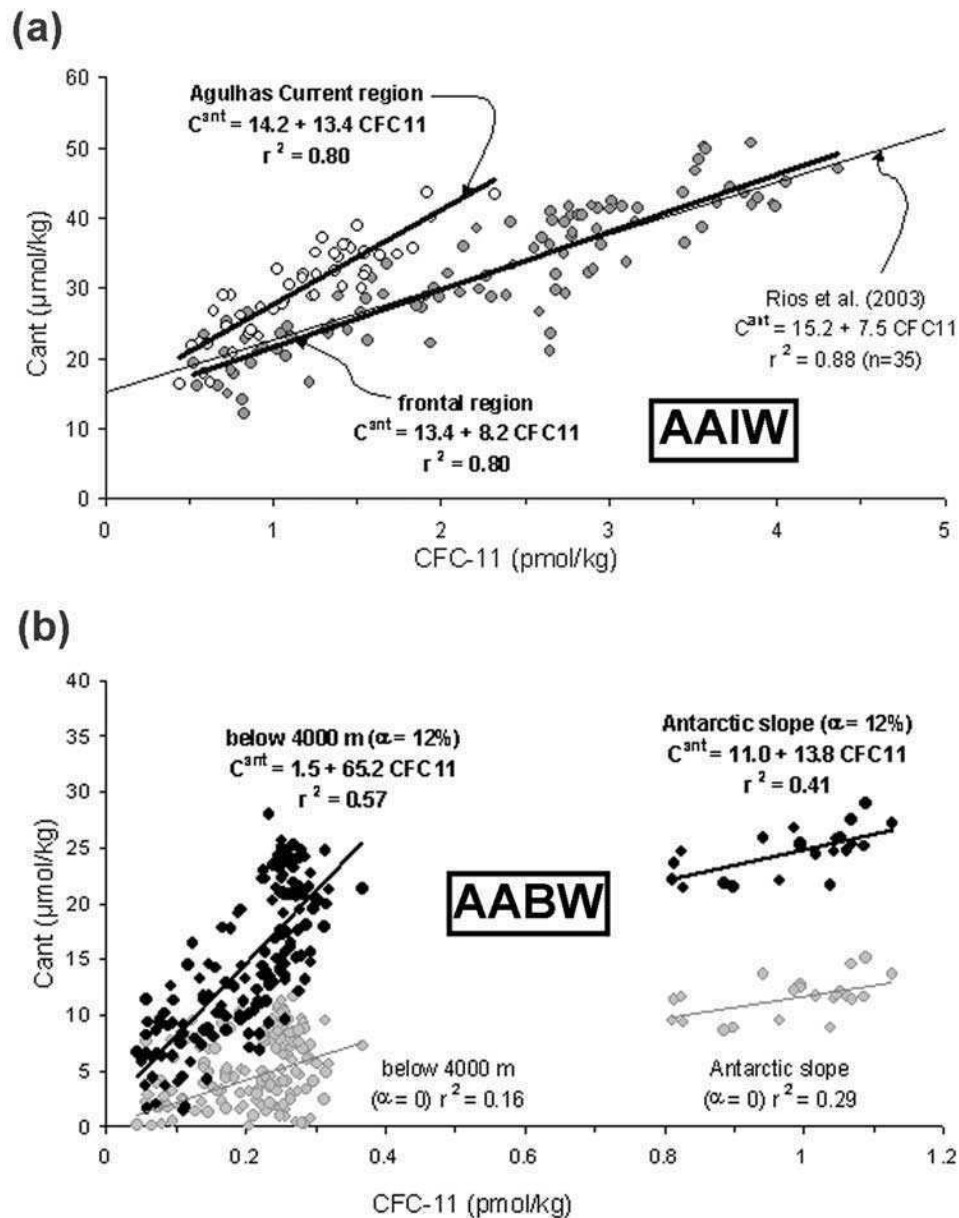 (a)
60
50
40
30
20
10
0
Cant (µmol/kg)
Agulhas Current region
C^ant = 14.2 + 13.4 CFC11
r² = 0.80
Rios et al. (2003)
C^ant = 15.2 + 7.5 CFC11
r² = 0.88 (n=35)
frontal region
C^ant = 13.4 + 8.2 CFC11
r² = 0.80
AAIW
0 1 2 3 4 5
CFC-11 (pmol/kg)
(b)
40
35
30
25
20
15
10
5
0
Cant (µmol/kg)
below 4000 m (α = 12%)
C^ant = 1.5 + 65.2 CFC11
r² = 0.57
Antarctic slope (α = 12%)
C^ant = 11.0 + 13.8 CFC11
r² = 0.41
AABW
below 4000 m
(α = 0) r² = 0.16
Antarctic slope
(α = 0) r² = 0.29
0 0.2 0.4 0.6 0.8 1 1.2
CFC-11 (pmol/kg)